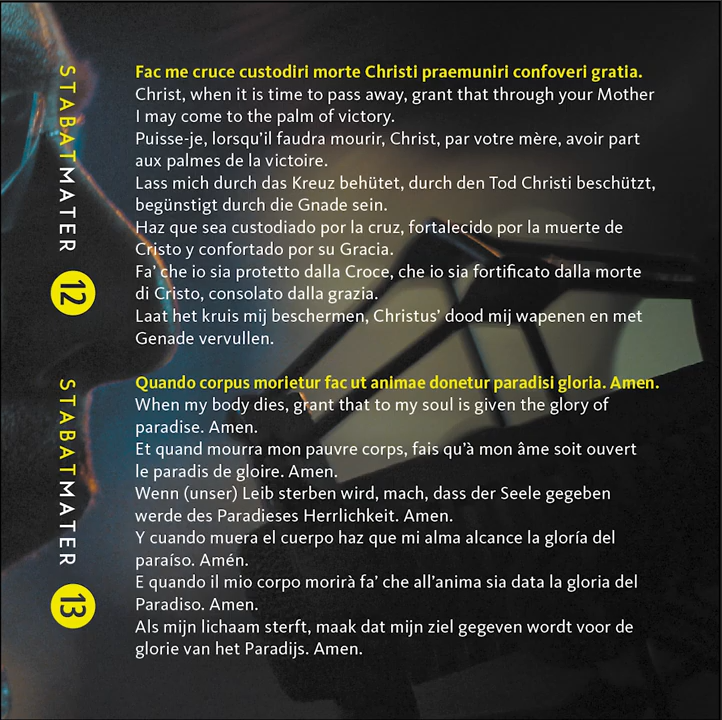 STABATMATER
12
Fac me cruce custodiri morte Christi praemuniri confoveri gratia.
Christ, when it is time to pass away, grant that through your Mother
I may come to the palm of victory.
Puisse-je, lorsqu'il faudra mourir, Christ, par votre mère, avoir part
aux palmes de la victoire.
Lass mich durch das Kreuz behütet, durch den Tod Christi beschützt,
begünstigt durch die Gnade sein.
Haz que sea custodiado por la cruz, fortalecido por la muerte de
Cristo y confortado por su Gracia.
Fa' che io sia protetto dalla Croce, che io sia fortificato dalla morte
di Cristo, consolato dalla grazia.
Laat het kruis mij beschermen, Christus' dood mij wapenen en met
Genade vervullen.
STABATMATER
13
Quando corpus morietur fac ut animae donetur paradisi gloria. Amen.
When my body dies, grant that to my soul is given the glory of
paradise. Amen.
Et quand mourra mon pauvre corps, fais qu'à mon âme soit ouvert
le paradis de gloire. Amen.
Wenn (unser) Leib sterben wird, mach, dass der Seele gegeben
werde des Paradieses Herrlichkeit. Amen.
Y cuando muera el cuerpo haz que mi alma alcance la gloría del
paraíso. Amén.
E quando il mio corpo morirà fa' che all'anima sia data la gloria del
Paradiso. Amen.
Als mijn lichaam sterft, maak dat mijn ziel gegeven wordt voor de
glorie van het Paradijs. Amen.